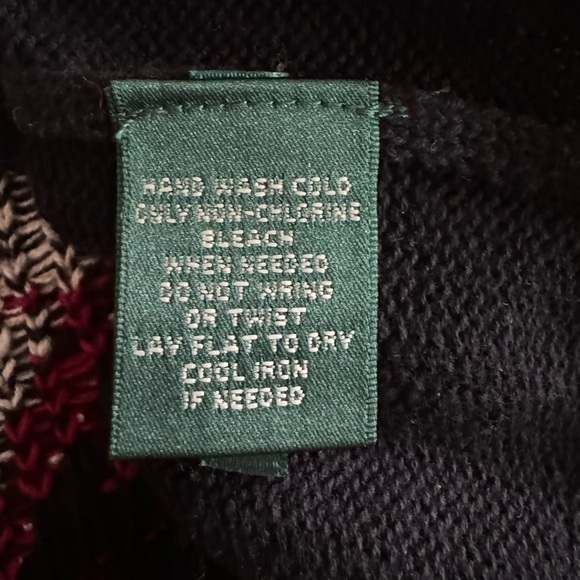 HAND WASH COLD
ONLY NON-CHLORINE
BLEACH
WHEN NEEDED
DO NOT WRING
OR TWIST
LAY FLAT TO DRY
COOL IRON
IF NEEDED